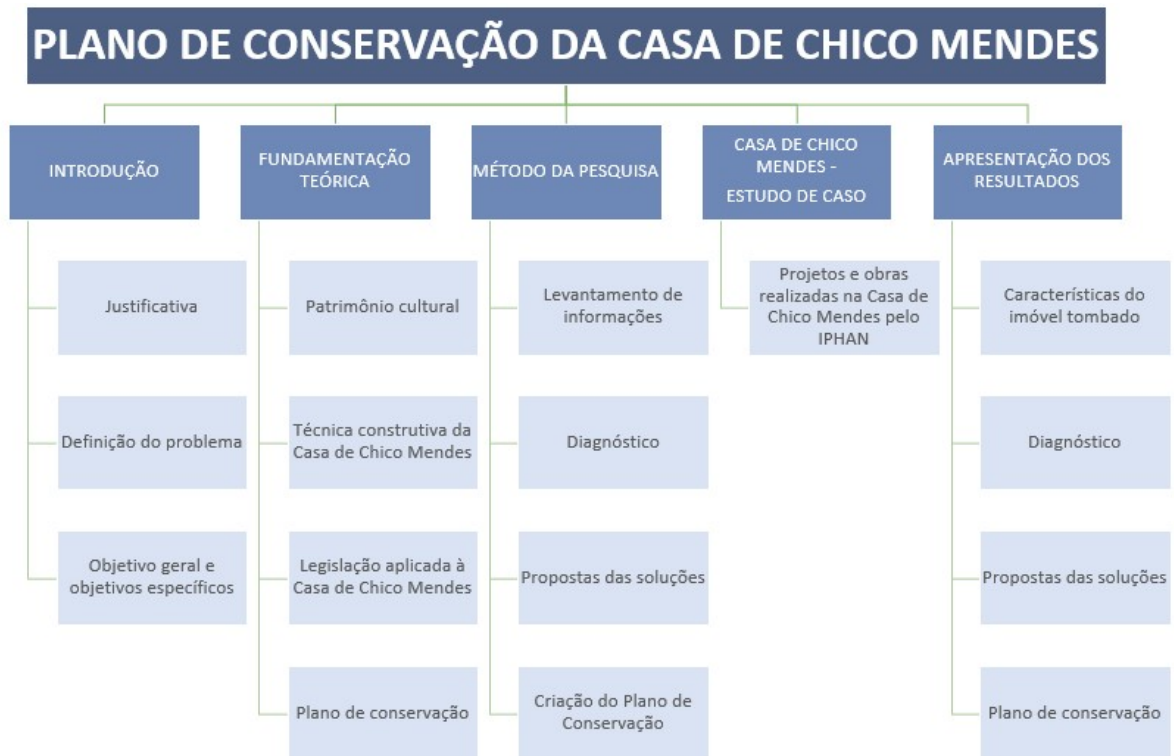 PLANO DE CONSERVAÇÃO DA CASA DE CHICO MENDES
INTRODUÇÃO
Justificativa
Definição do problema
Objetivo geral e
objetivos específicos
FUNDAMENTAÇÃO
TEÓRICA
Patrimônio cultural
Técnica construtiva da
Casa de Chico Mendes
Legislação aplicada à
Casa de Chico Mendes
Plano de conservação
MÉTODO DA PESQUISA
Levantamento de
informações
Diagnóstico
Propostas das soluções
Criação do Plano de
Conservação
CASA DE CHICO
MENDES -
ESTUDO DE CASO
Projetos e obras
realizadas na Casa de
Chico Mendes pelo
IPHAN
APRESENTAÇÃO DOS
RESULTADOS
Características do
imóvel tombado
Diagnóstico
Propostas das soluções
Plano de conservação